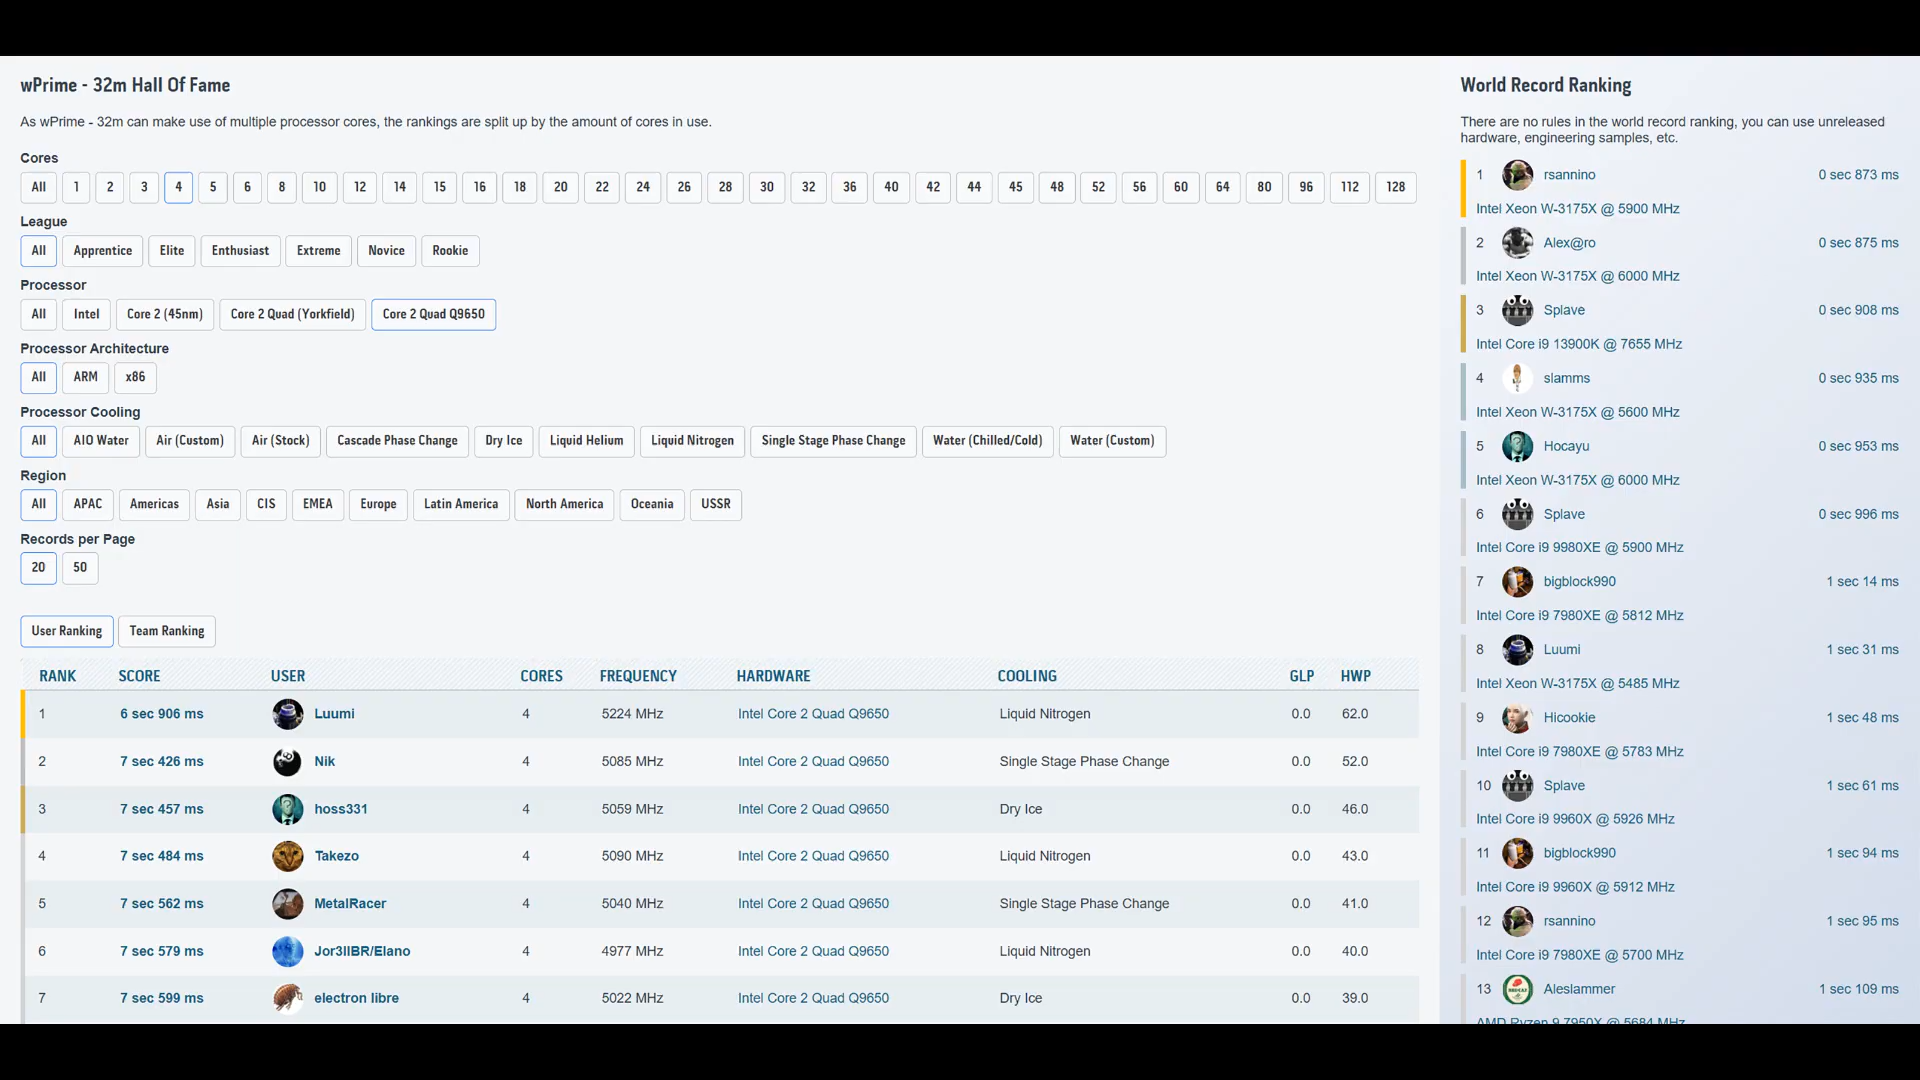 wPrime - 32m Hall Of Fame
As wPrime - 32m can make use of multiple processor cores, the rankings are split up by the amount of cores in use.
Cores
All 1 2 3 4 5 6 8 10 12 14 15 16 18 20 22 24 26 28 30 32 36 40 42 44 45 48 52 56 60 64 80 96 112 128
League
All Apprentice Elite Enthusiast Extreme Novice Rookie
Processor
All Intel Core 2 (45nm) Core 2 Quad (Yorkfield) Core 2 Quad Q9650
Processor Architecture
All ARM x86
Processor Cooling
All AIO Water Air (Custom) Air (Stock) Cascade Phase Change Dry Ice Liquid Helium Liquid Nitrogen Single Stage Phase Change Water (Chilled/Cold) Water (Custom)
Region
All APAC Americas Asia CIS EMEA Europe Latin America North America Oceania USSR
Records per Page
20 50
User Ranking Team Ranking
RANK SCORE USER CORES FREQUENCY HARDWARE COOLING GLP HWP
1 6 sec 906 ms Luumi 4 5224 MHz Intel Core 2 Quad Q9650 Liquid Nitrogen 0.0 62.0
2 7 sec 426 ms Nik 4 5085 MHz Intel Core 2 Quad Q9650 Single Stage Phase Change 0.0 52.0
3 7 sec 457 ms hoss331 4 5059 MHz Intel Core 2 Quad Q9650 Dry Ice 0.0 46.0
4 7 sec 484 ms Takezo 4 5090 MHz Intel Core 2 Quad Q9650 Liquid Nitrogen 0.0 43.0
5 7 sec 562 ms MetalRacer 4 5040 MHz Intel Core 2 Quad Q9650 Single Stage Phase Change 0.0 41.0
6 7 sec 579 ms Jor3lIBR/Elano 4 4977 MHz Intel Core 2 Quad Q9650 Liquid Nitrogen 0.0 40.0
7 7 sec 599 ms electron libre 4 5022 MHz Intel Core 2 Quad Q9650 Dry Ice 0.0 39.0
World Record Ranking
There are no rules in the world record ranking, you can use unreleased
hardware, engineering samples, etc.
1 rsannino 0 sec 873 ms
Intel Xeon W-3175X @ 5900 MHz
2 Alex@ro 0 sec 875 ms
Intel Xeon W-3175X @ 6000 MHz
3 Splave 0 sec 908 ms
Intel Core i9 13900K @ 7655 MHz
4 slamms 0 sec 935 ms
Intel Xeon W-3175X @ 5600 MHz
5 Hocayu 0 sec 953 ms
Intel Xeon W-3175X @ 6000 MHz
6 Splave 0 sec 996 ms
Intel Core i9 9980XE @ 5900 MHz
7 bigblock990 1 sec 14 ms
Intel Core i9 7980XE @ 5812 MHz
8 Luumi 1 sec 31 ms
Intel Xeon W-3175X @ 5485 MHz
9 Hicookie 1 sec 48 ms
Intel Core i9 7980XE @ 5783 MHz
10 Splave 1 sec 61 ms
Intel Core i9 9960X @ 5926 MHz
11 bigblock990 1 sec 94 ms
Intel Core i9 9960X @ 5912 MHz
12 rsannino 1 sec 95 ms
Intel Core i9 7980XE @ 5700 MHz
13 Aleslammer 1 sec 109 ms
AMD Ryzen 9 7950X @ 5684 MHz